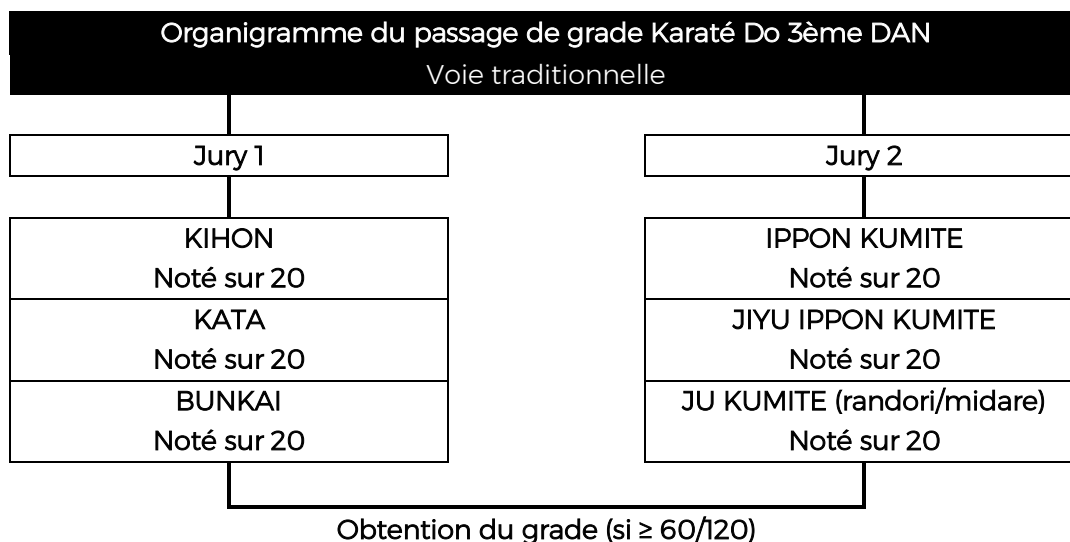 Organigramme du passage de grade Karaté Do 3ème DAN
Voie traditionnelle
Jury 1
KIHON
Noté sur 20
KATA
Noté sur 20
BUNKAI
Noté sur 20
Jury 2
IPPON KUMITE
Noté sur 20
JIYU IPPON KUMITE
Noté sur 20
JU KUMITE (randori/midare)
Noté sur 20
Obtention du grade (si ≥ 60/120)